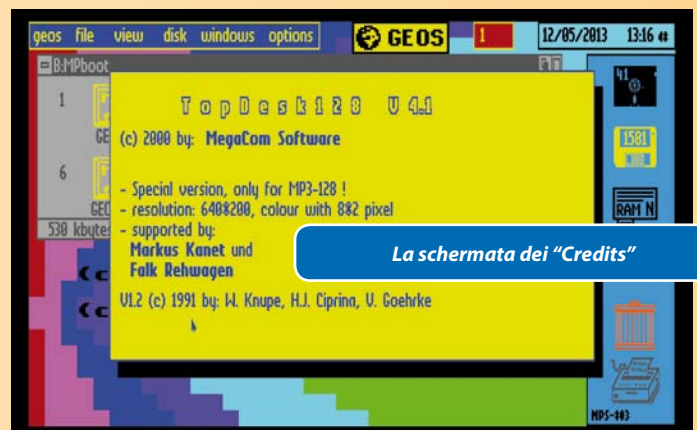 geos file view disk windows options GEOS 1 12/05/2013 13:16
B:MPboot
1
41
TopDesk128 V4.1
GE
(c) 2000 by: MegaCom Software
1581
6
- Special version, only for MP3-128 !
GEO
- resolution: 640*200, colour with 8*2 pixel
RAM N
530 kbytes
- supported by:
Markus Kanet und
La schermata dei “Credits”
(c
Falk Rehwagen
(c
V1.2 (c) 1991 by: W. Knupe, H.J. Ciprina, V. Goehrke
MPS-803